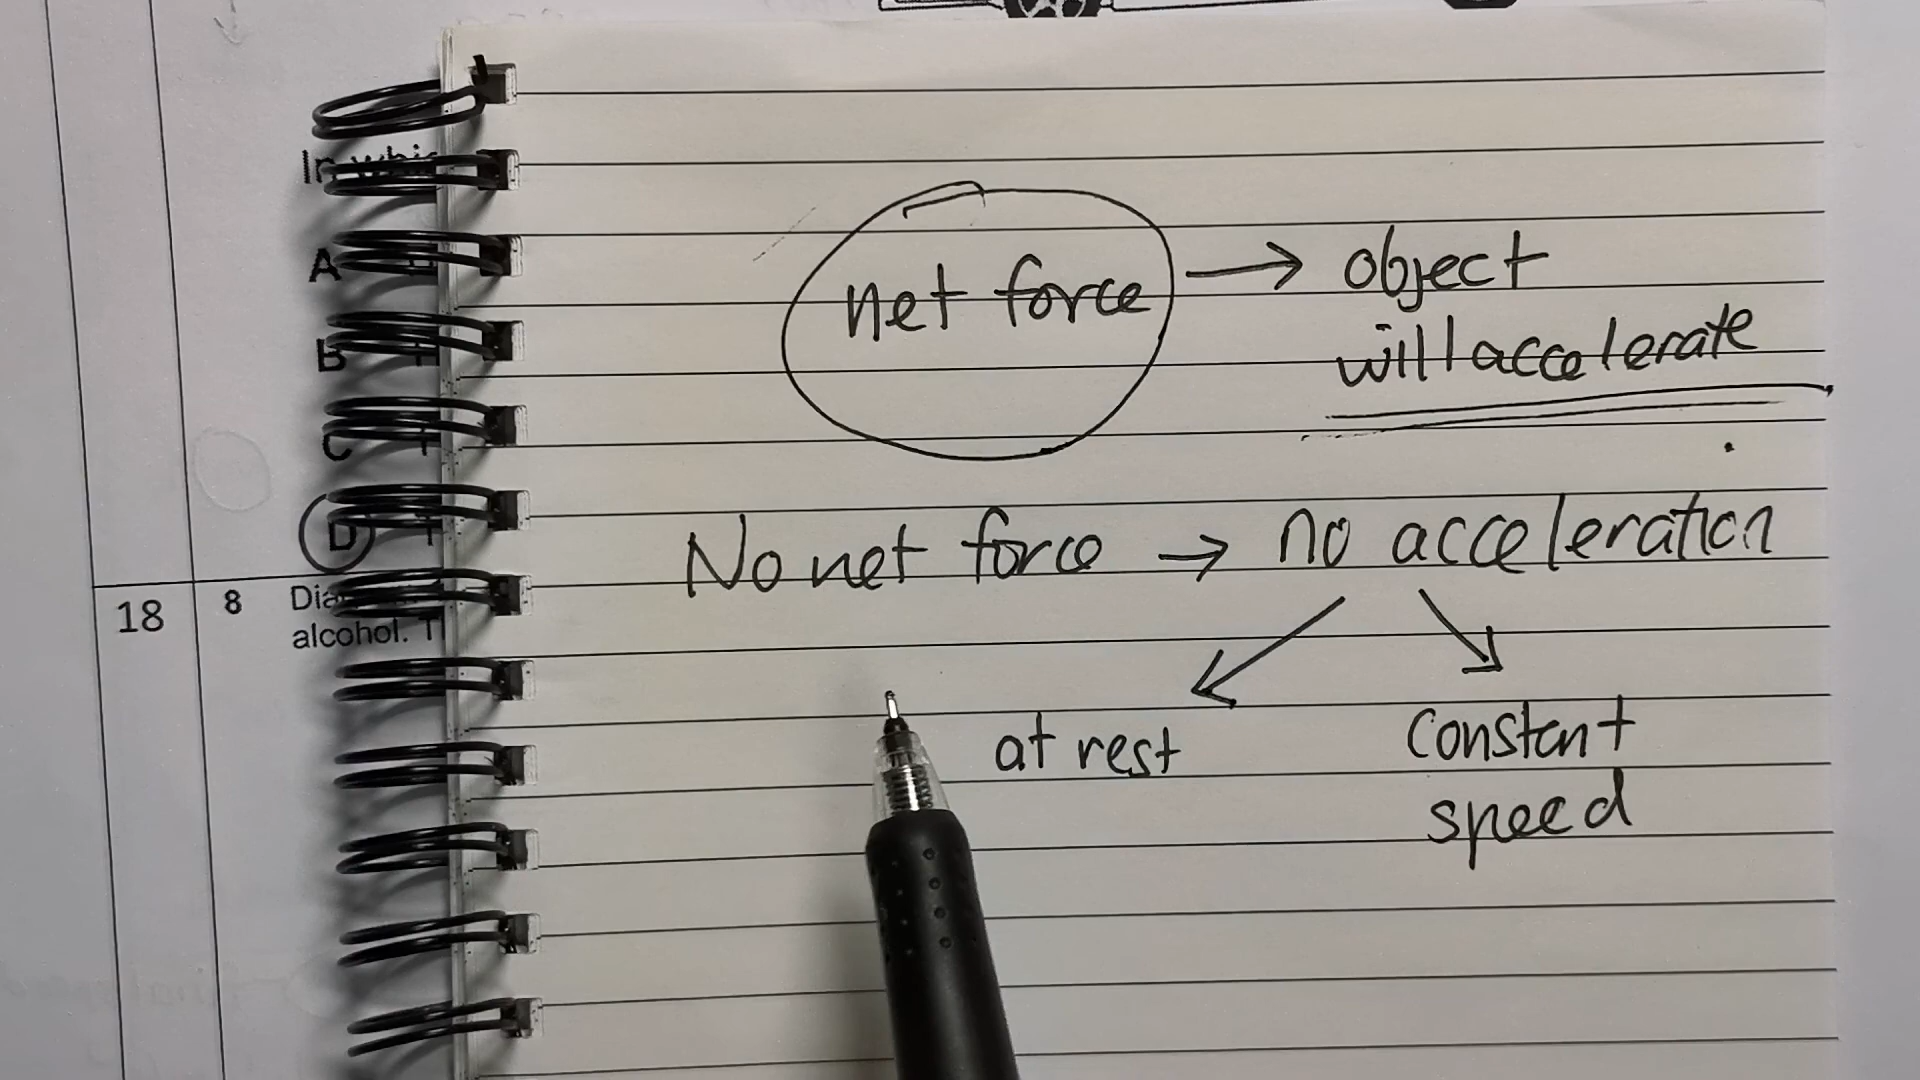 net force → object
will accelerate
No net force → no acceleration
at rest
constant
speed
A
B
C
D
18 8
alcohol. T